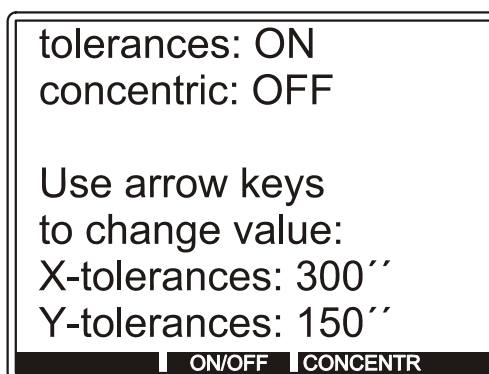 tolerances: ON
concentric: OFF
Use arrow keys
to change value:
X-tolerances: 300´´
Y-tolerances: 150´´
ON/OFF CONCENTR